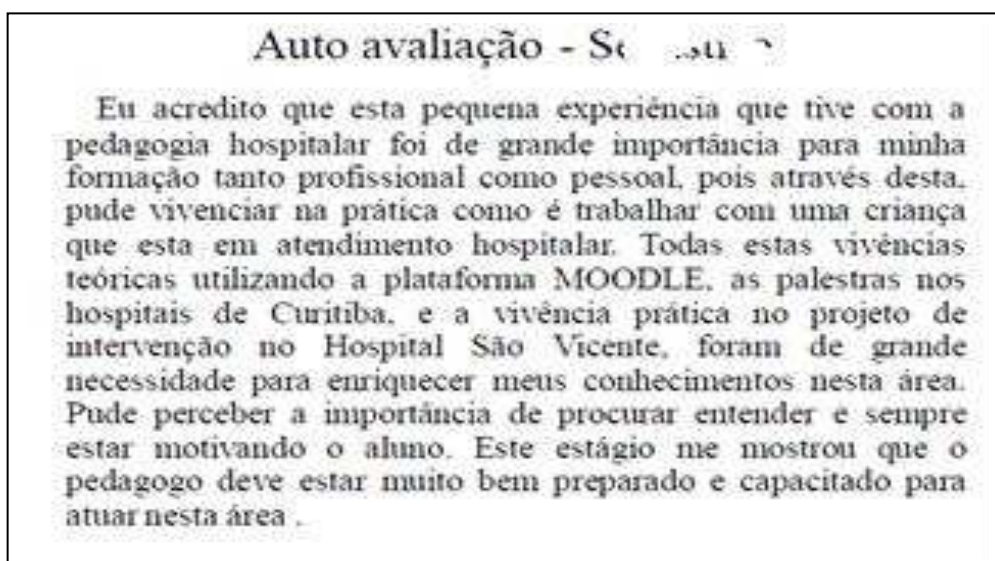 Auto avaliação -
Eu acredito que esta pequena experiência que tive com a
pedagogia hospitalar foi de grande importância para minha
formação tanto profissional como pessoal, pois através desta,
pude vivenciar na prática como é trabalhar com uma criança
que esta em atendimento hospitalar. Todas estas vivências
teóricas utilizando a plataforma MOODLE, as palestras nos
hospitais de Curitiba, e a vivência prática no projeto de
intervenção no Hospital São Vicente, foram de grande
necessidade para enriquecer meus conhecimentos nesta área.
Pude perceber a importância de procurar entender e sempre
estar motivando o aluno. Este estágio me mostrou que o
pedagogo deve estar muito bem preparado e capacitado para
atuar nesta área .